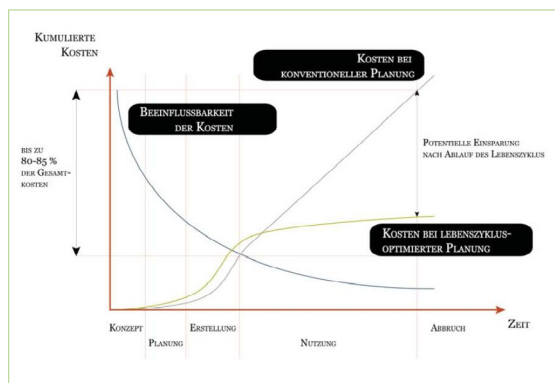 Kumulierte
Kosten
Kosten bei
konventioneller Planung
Beeinflussbarkeit
der Kosten
bis zu
80-85 %
der Gesamt-
kosten
Potentielle Einsparung
nach Ablauf des Lebenszyklus
Kosten bei lebenszyklus-
optimierter Planung
Zeit
Konzept
Planung
Erstellung
Nutzung
Abbruch